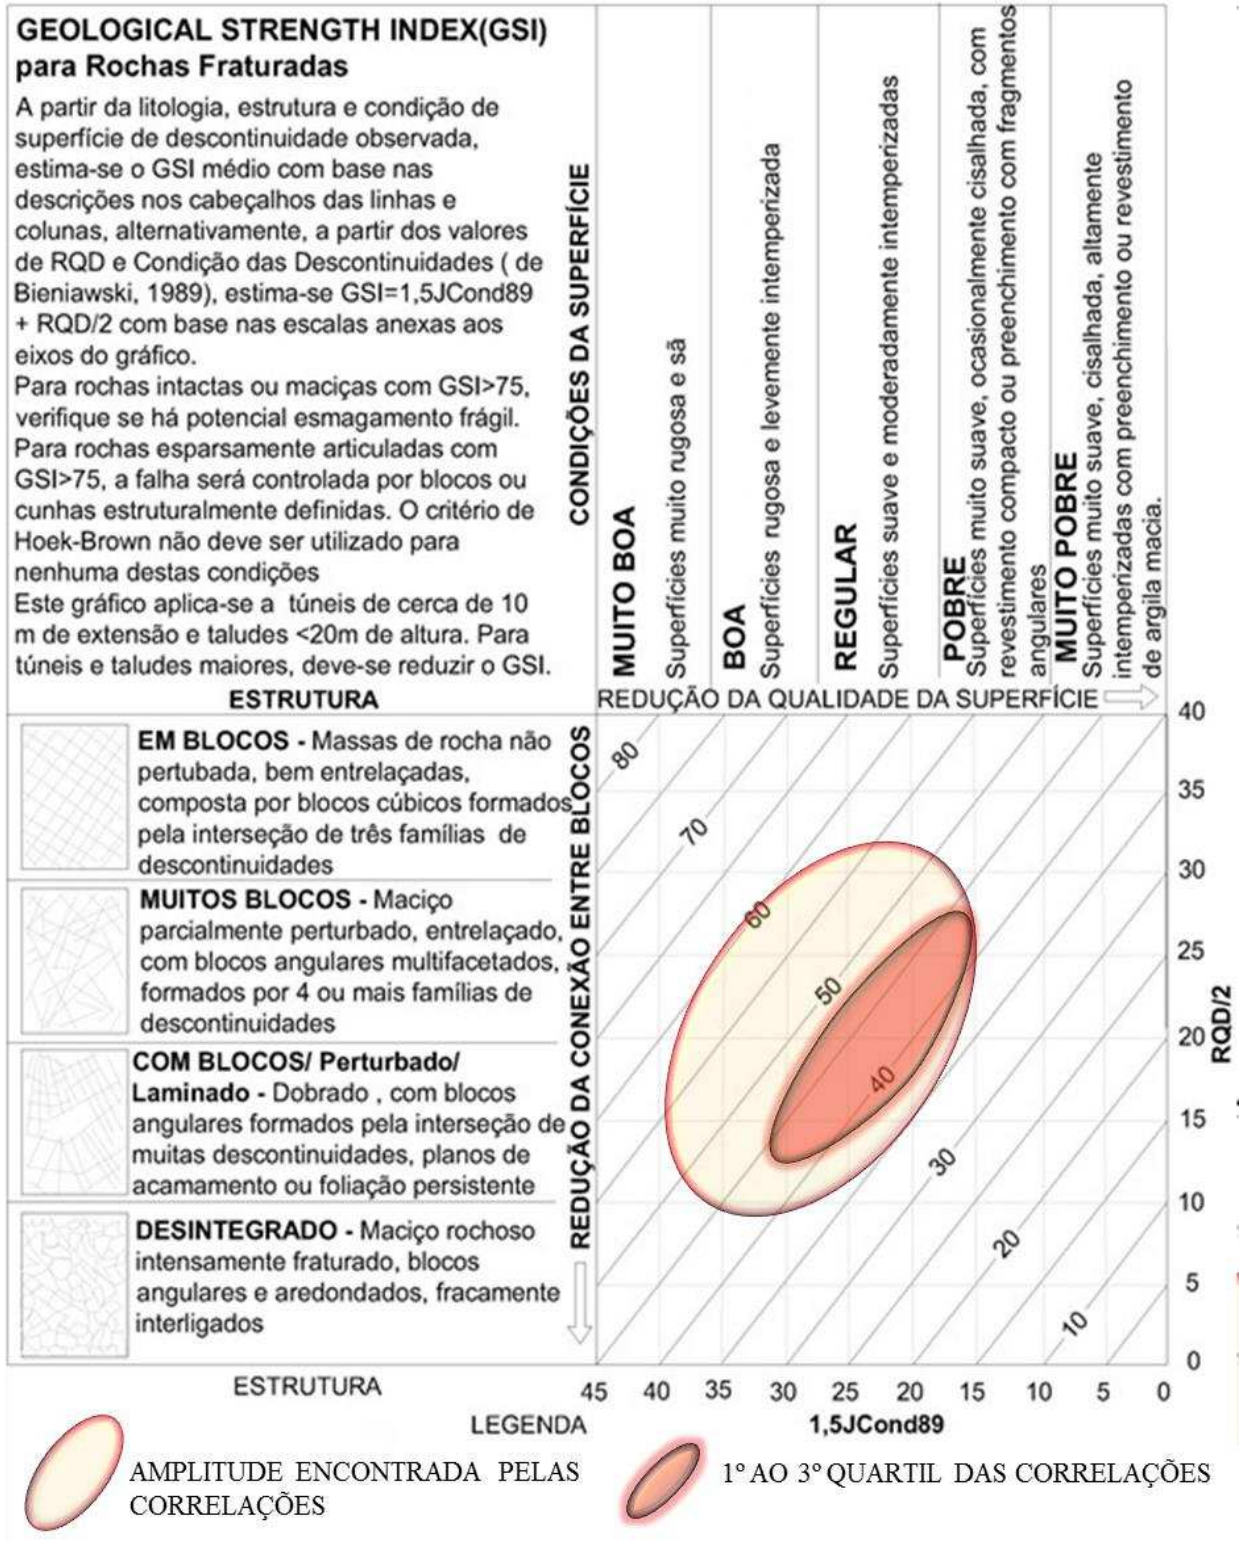 GEOLOGICAL STRENGTH INDEX(GSI)
para Rochas Fraturadas
A partir da litologia, estrutura e condição de
superfície de descontinuidade observada,
estima-se o GSI médio com base nas
descrições nos cabeçalhos das linhas e
colunas, alternativamente, a partir dos valores
de RQD e Condição das Descontinuidades ( de
Bieniawski, 1989), estima-se GSI=1,5JCond89
+ RQD/2 com base nas escalas anexas aos
eixos do gráfico.
Para rochas intactas ou maciças com GSI>75,
verifique se há potencial esmagamento frágil.
Para rochas esparsamente articuladas com
GSI>75, a falha será controlada por blocos ou
cunhas estruturalmente definidas. O critério de
Hoek-Brown não deve ser utilizado para
nenhuma destas condições
Este gráfico aplica-se a túneis de cerca de 10
m de extensão e taludes <20m de altura. Para
túneis e taludes maiores, deve-se reduzir o GSI.
CONDIÇÕES DA SUPERFÍCIE
MUITO BOA
Superfícies muito rugosa e sã
BOA
Superfícies rugosa e levemente intemperizada
REGULAR
Superfícies suave e moderadamente intemperizadas
POBRE
Superfícies muito suave, ocasionalmente cisalhada, com
revestimento compacto ou preenchimento com fragmentos
angulares
MUITO POBRE
Superfícies muito suave, cisalhada, altamente
intemperizadas com preenchimento ou revestimento
de argila macia.
ESTRUTURA
REDUÇÃO DA QUALIDADE DA SUPERFÍCIE
EM BLOCOS - Massas de rocha não
pertubada, bem entrelaçadas,
composta por blocos cúbicos formados
pela interseção de três famílias de
descontinuidades
MUITOS BLOCOS - Maciço
parcialmente perturbado, entrelaçado,
com blocos angulares multifacetados,
formados por 4 ou mais famílias de
descontinuidades
COM BLOCOS/ Perturbado/
Laminado - Dobrado , com blocos
angulares formados pela interseção de
muitas descontinuidades, planos de
acamamento ou foliação persistente
DESINTEGRADO - Maciço rochoso
intensamente fraturado, blocos
angulares e aredondados, fracamente
interligados
REDUÇÃO DA CONEXÃO ENTRE BLOCOS
80
70
60
50
40
30
20
10
40
35
30
25
20
15
10
5
0
RQD/2
ESTRUTURA
45 40 35 30 25 20 15 10 5 0
LEGENDA
1,5JCond89
AMPLITUDE ENCONTRADA PELAS
CORRELAÇÕES
1º AO 3º QUARTIL DAS CORRELAÇÕES